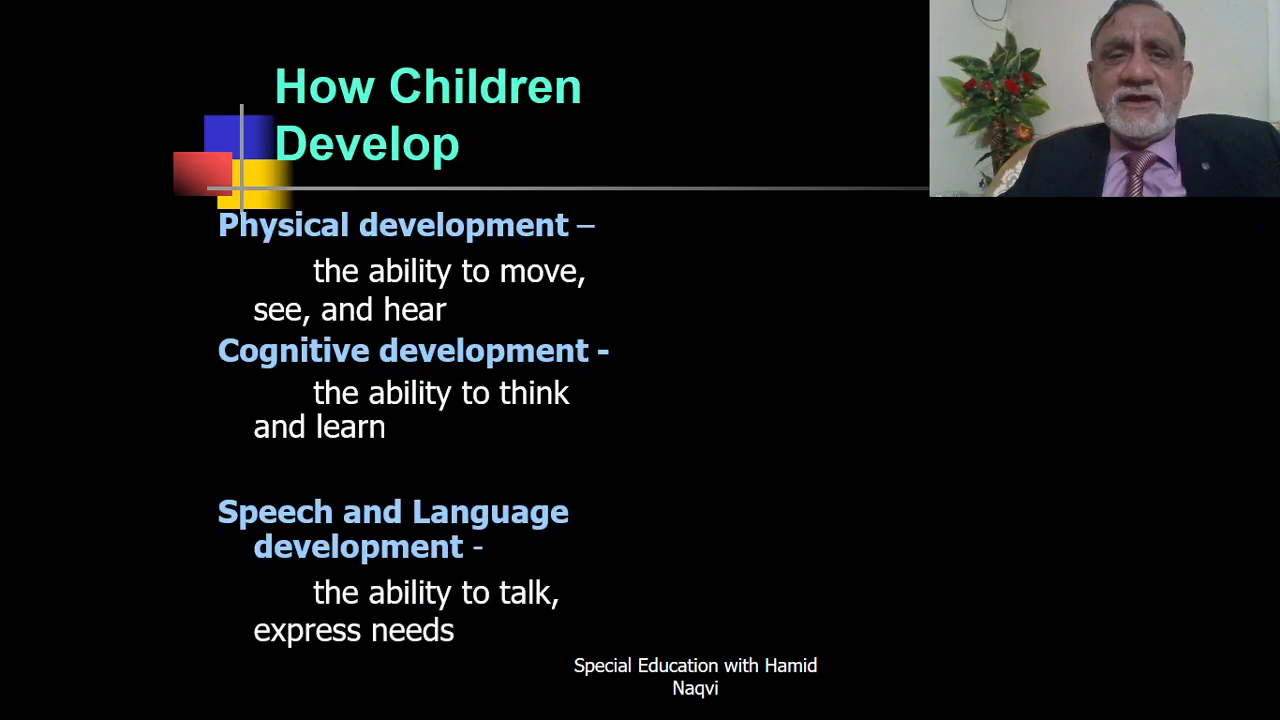 How Children
Develop
Physical development –
the ability to move,
see, and hear
Cognitive development -
the ability to think
and learn
Speech and Language
development -
the ability to talk,
express needs
Special Education with Hamid
Naqvi